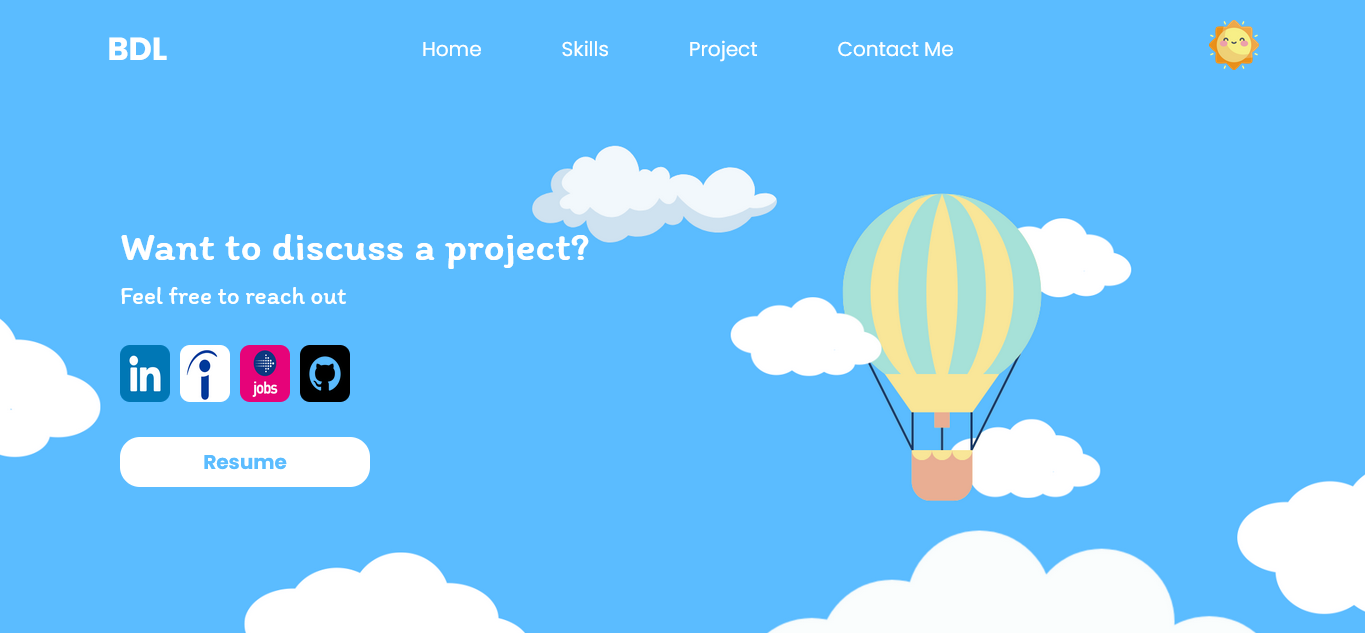 BDL
Home
Skills
Project
Contact Me
Want to discuss a project?
Feel free to reach out
in
i
jobs
Resume